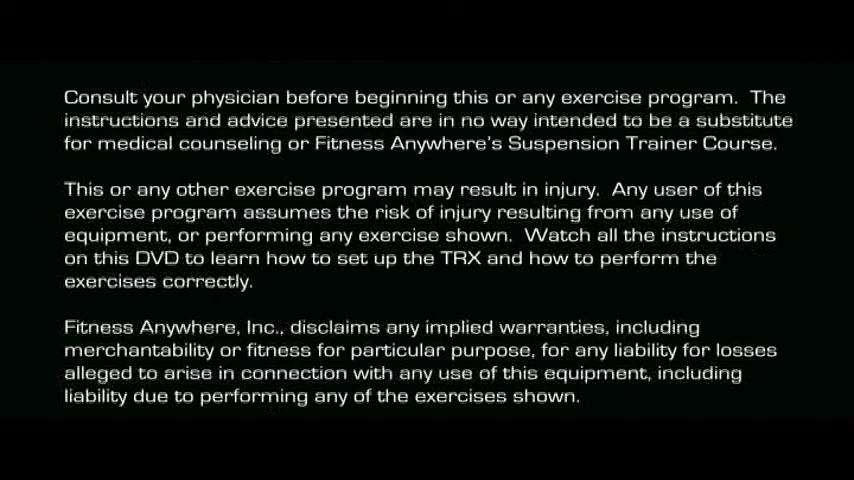 Consult your physician before beginning this or any exercise program.  The
instructions and advice presented are in no way intended to be a substitute
for medical counseling or Fitness Anywhere's Suspension Trainer Course.
This or any other exercise program may result in injury.  Any user of this
exercise program assumes the risk of injury resulting from any use of
equipment, or performing any exercise shown.  Watch all the instructions
on this DVD to learn how to set up the TRX and how to perform the
exercises correctly.
Fitness Anywhere, Inc., disclaims any implied warranties, including
merchantability or fitness for particular purpose, for any liability for losses
alleged to arise in connection with any use of this equipment, including
liability due to performing any of the exercises shown.